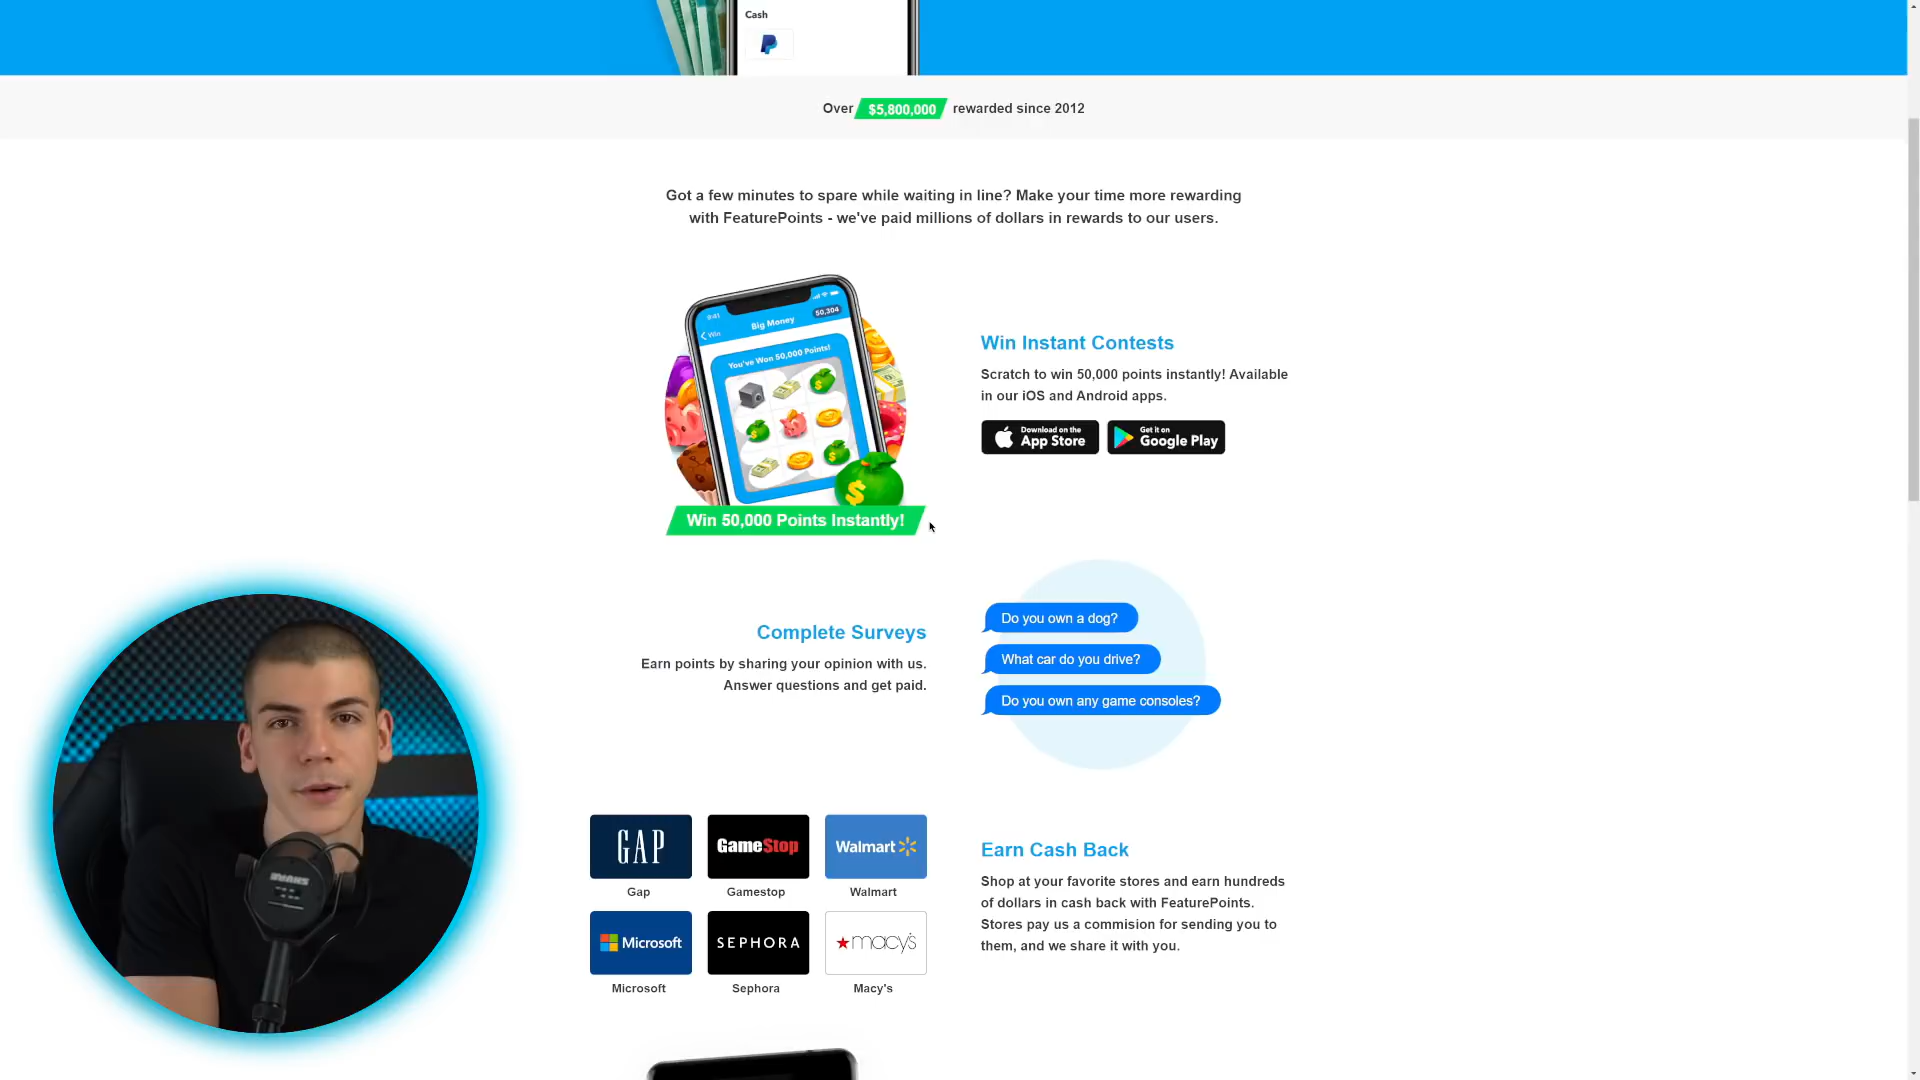 Cash
Over $5,800,000 rewarded since 2012
Got a few minutes to spare while waiting in line? Make your time more rewarding
with FeaturePoints - we've paid millions of dollars in rewards to our users.
9:41
Win
Big Money
50,304
You've Won 50,000 Points!
Win 50,000 Points Instantly!
Win Instant Contests
Scratch to win 50,000 points instantly! Available
in our iOS and Android apps.
Download on the
App Store
Get it on
Google Play
Complete Surveys
Earn points by sharing your opinion with us.
Answer questions and get paid.
Do you own a dog?
What car do you drive?
Do you own any game consoles?
GAP
GameStop
Walmart
Gap
Gamestop
Walmart
Microsoft
SEPHORA
macy's
Microsoft
Sephora
Macy's
Earn Cash Back
Shop at your favorite stores and earn hundreds
of dollars in cash back with FeaturePoints.
Stores pay us a commision for sending you to
them, and we share it with you.